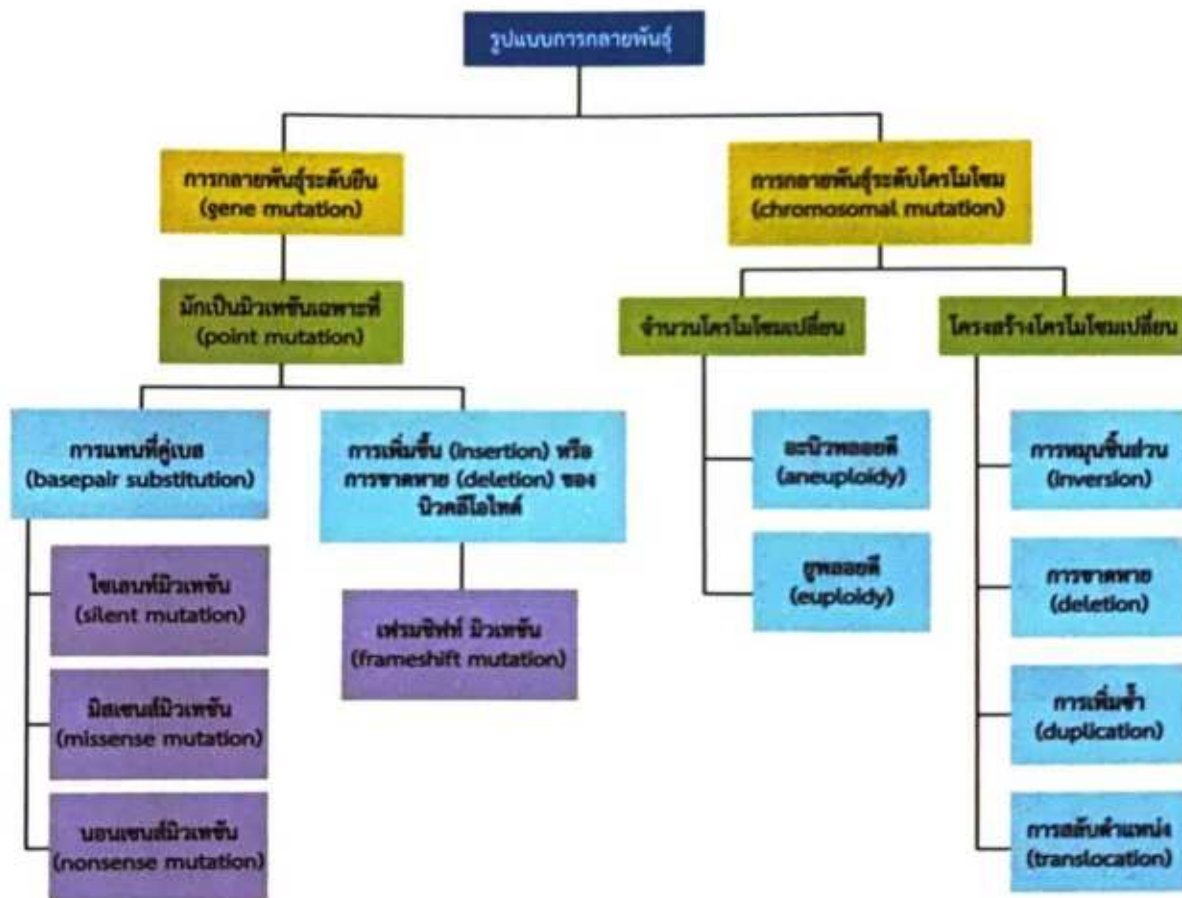 รูปแบบการกลายพันธุ์
การกลายพันธุ์ระดับยีน
(gene mutation)
การกลายพันธุ์ระดับโครโมโซม
(chromosomal mutation)
มักเป็นมิวเทชันเฉพาะที่
(point mutation)
จำนวนโครโมโซมเปลี่ยน
โครงสร้างโครโมโซมเปลี่ยน
การแทนที่คู่เบส
(basepair substitution)
การเพิ่มขึ้น (insertion) หรือ
การขาดหาย (deletion) ของ
นิวคลีโอไทด์
อะนิวพลอยดี
(aneuploidy)
การหมุนชิ้นส่วน
(inversion)
ไซเลนท์มิวเทชัน
(silent mutation)
เฟรมชิฟท์ มิวเทชัน
(frameshift mutation)
ยูพลอยดี
(euploidy)
การขาดหาย
(deletion)
มิสเซนส์มิวเทชัน
(missense mutation)
การเพิ่มซ้ำ
(duplication)
นอนเซนส์มิวเทชัน
(nonsense mutation)
การสลับตำแหน่ง
(translocation)